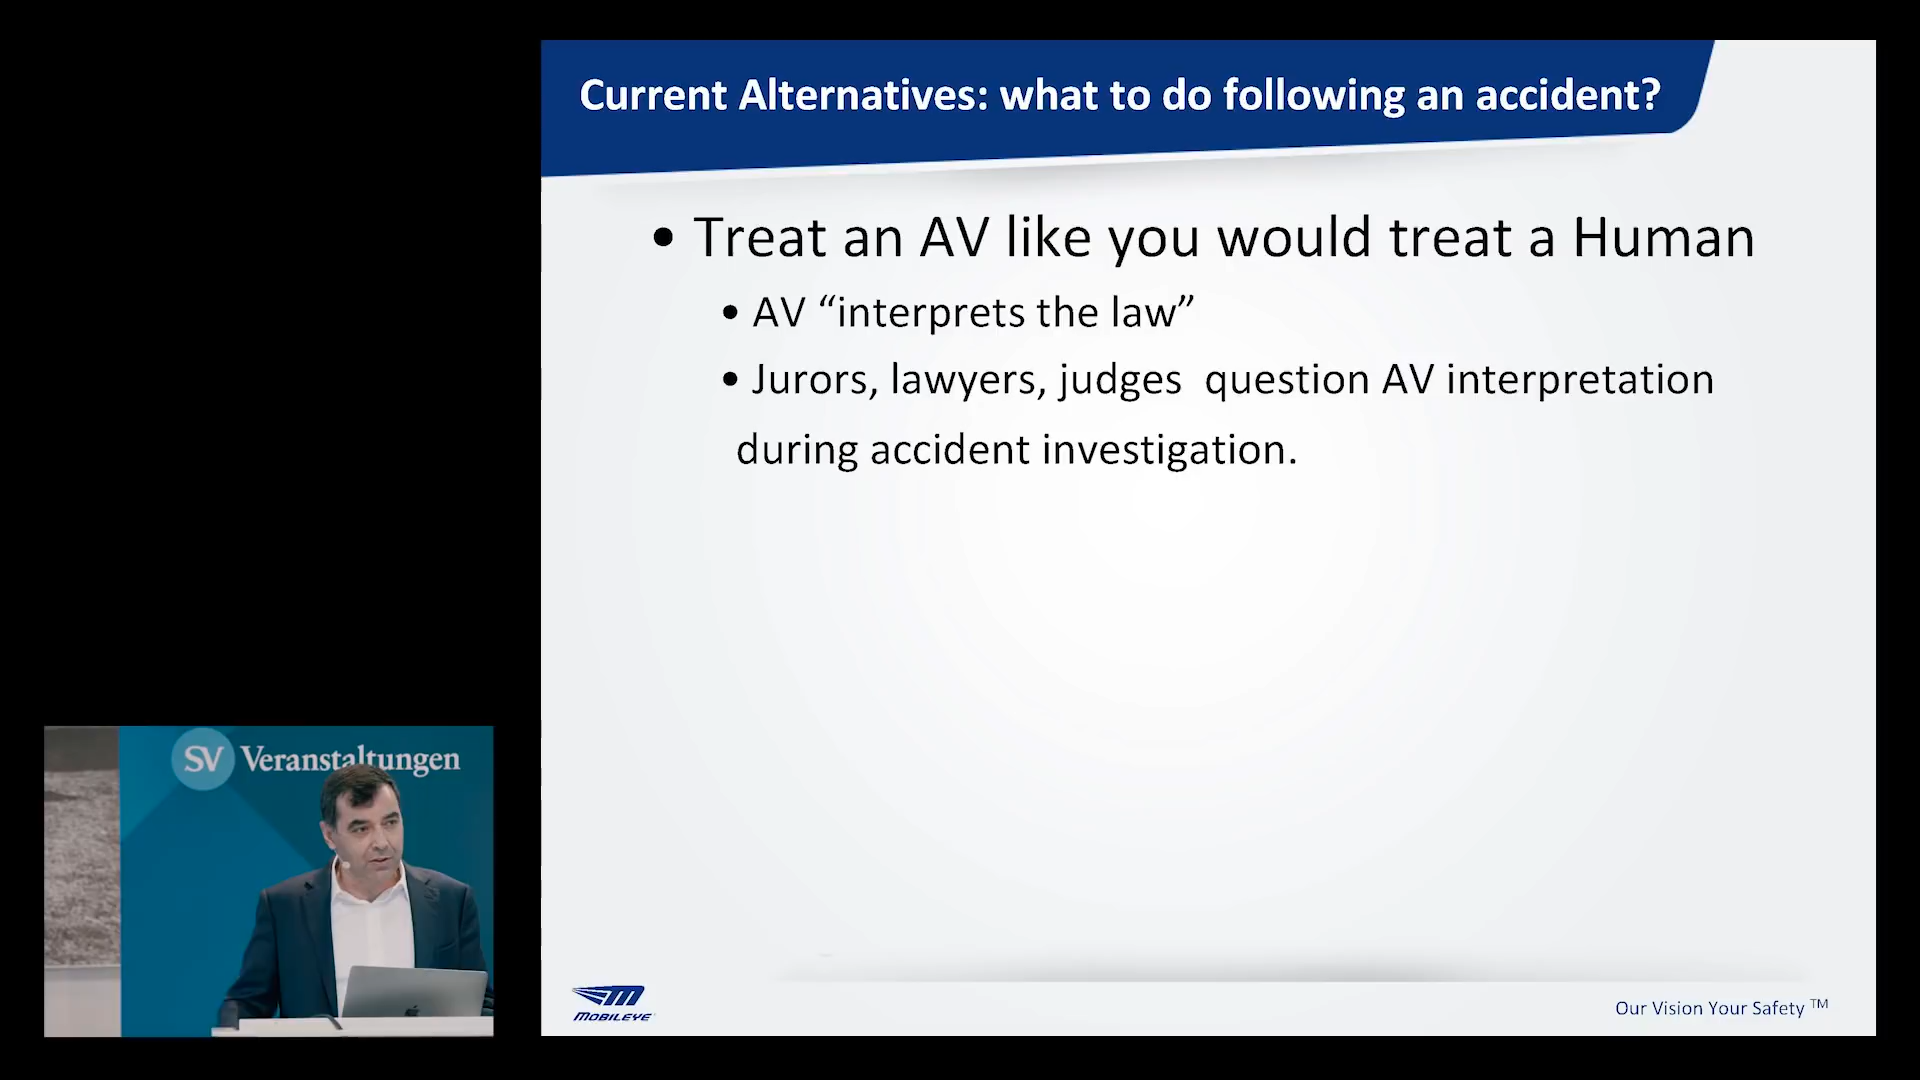 Current Alternatives: what to do following an accident?
• Treat an AV like you would treat a Human
• AV “interprets the law”
• Jurors, lawyers, judges question AV interpretation
during accident investigation.
SV Veranstaltungen
MOBILEYE
Our Vision Your Safety TM